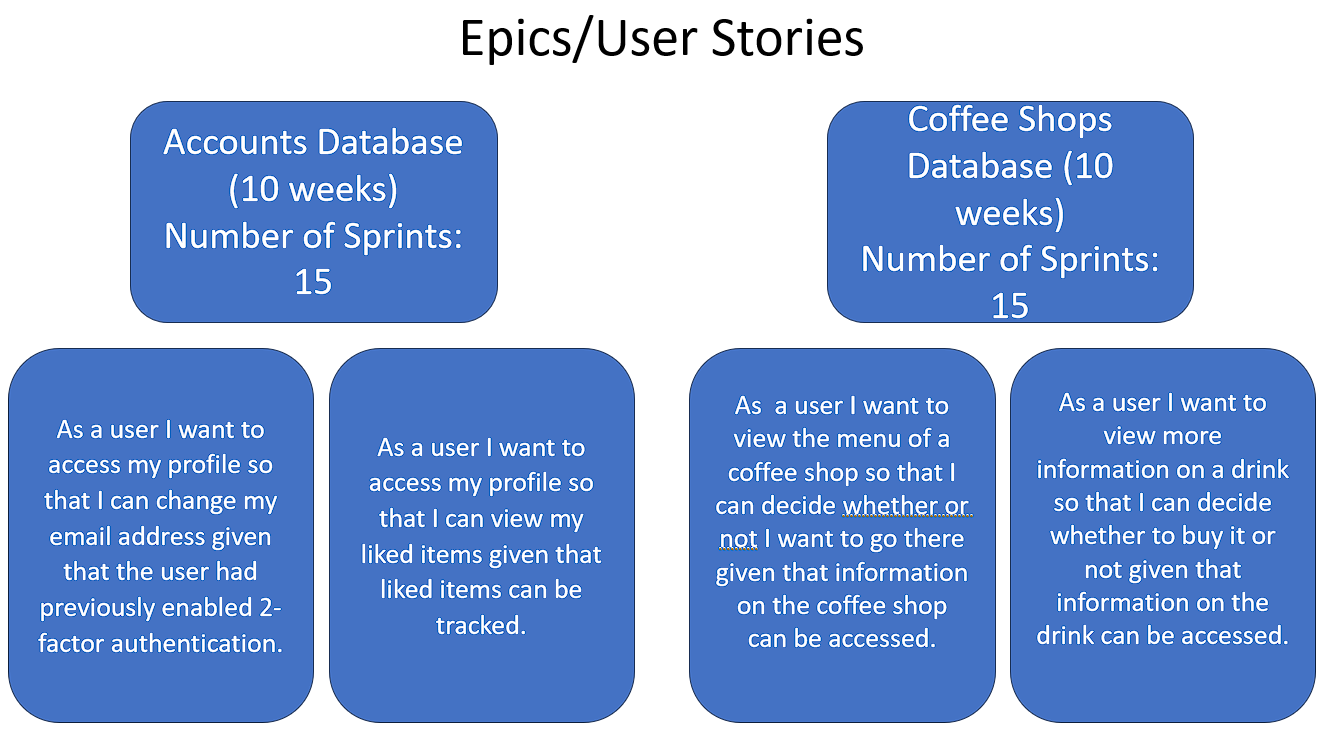 Epics/User Stories
Accounts Database
(10 weeks)
Number of Sprints:
15
Coffee Shops
Database (10
weeks)
Number of Sprints:
15
As a user I want to
access my profile so
that I can change my
email address given
that the user had
previously enabled 2-
factor authentication.
As a user I want to
access my profile so
that I can view my
liked items given that
liked items can be
tracked.
As  a user I want to
view the menu of a
coffee shop so that I
can decide whether or
not I want to go there
given that information
on the coffee shop
can be accessed.
As a user I want to
view more
information on a drink
so that I can decide
whether to buy it or
not given that
information on the
drink can be accessed.